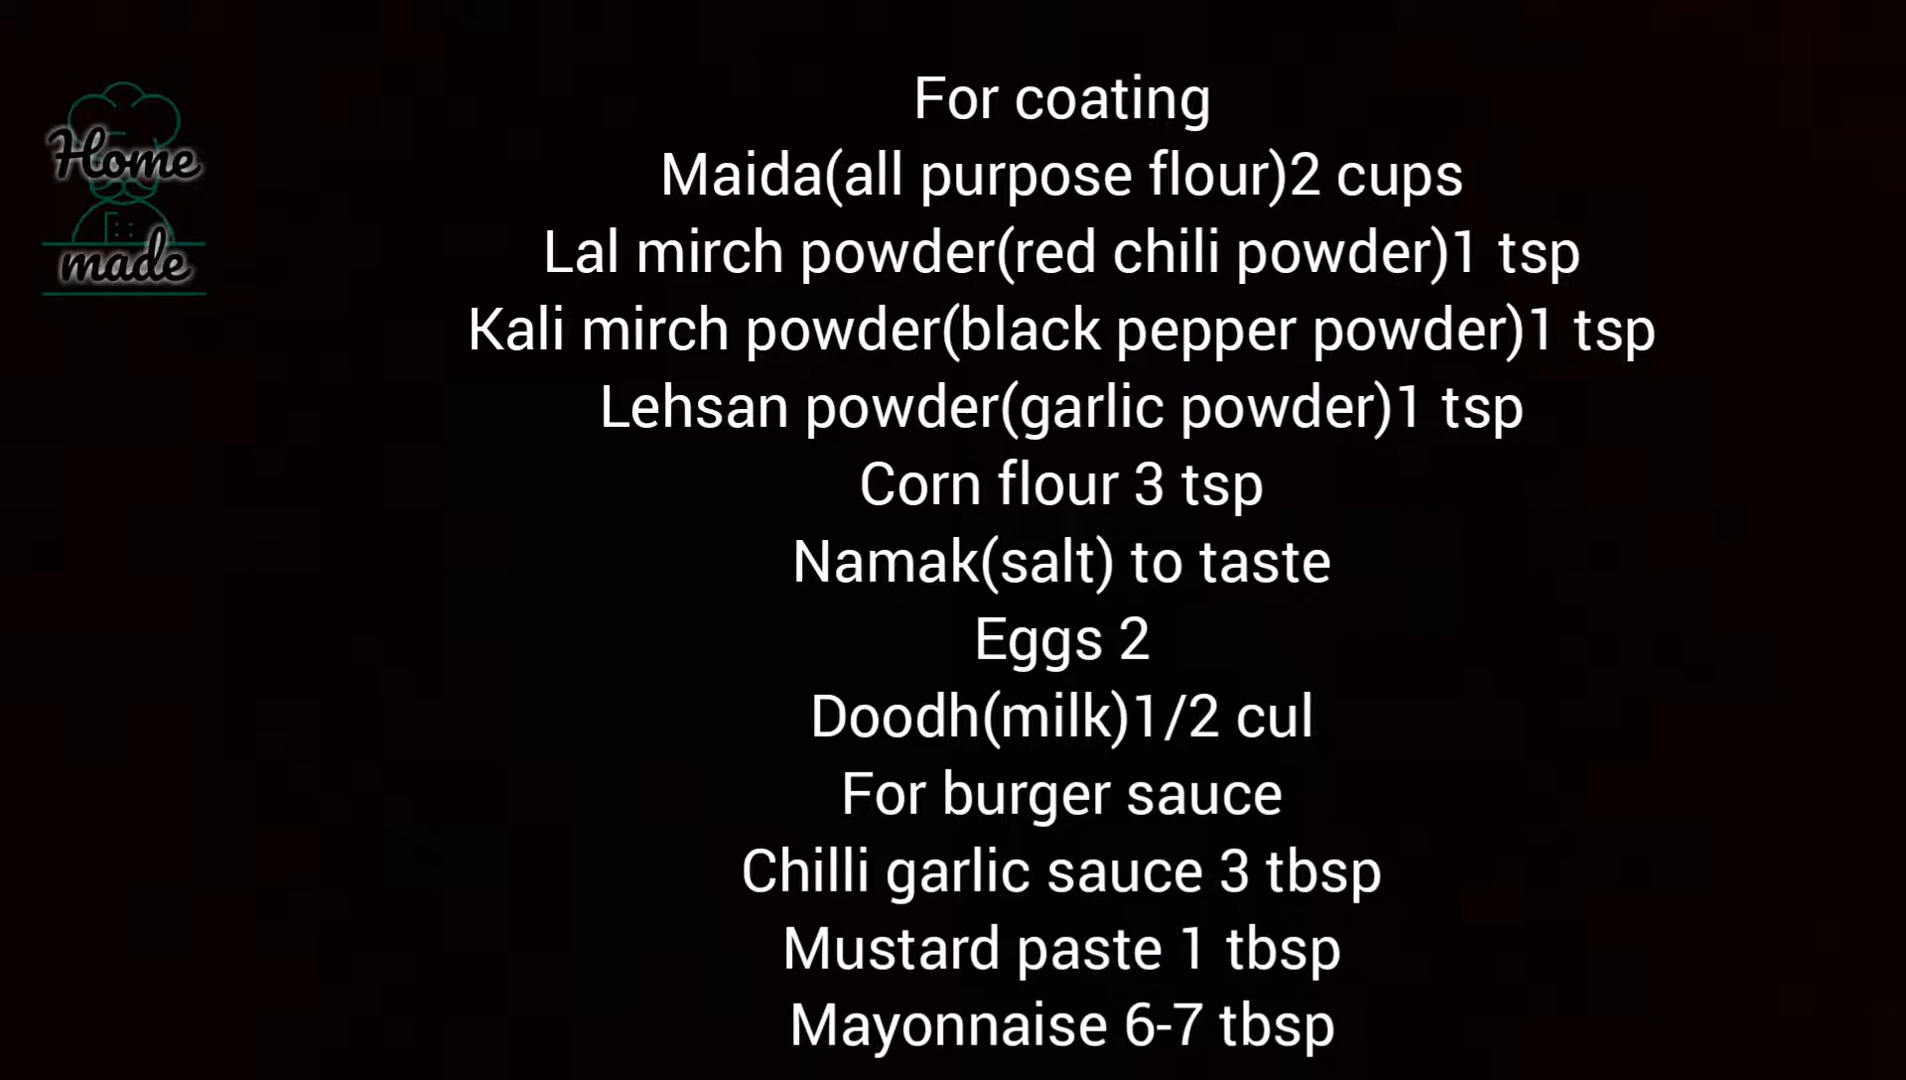 Home
made
For coating
Maida(all purpose flour)2 cups
Lal mirch powder(red chili powder)1 tsp
Kali mirch powder(black pepper powder)1 tsp
Lehsan powder(garlic powder)1 tsp
Corn flour 3 tsp
Namak(salt) to taste
Eggs 2
Doodh(milk)1/2 cul
For burger sauce
Chilli garlic sauce 3 tbsp
Mustard paste 1 tbsp
Mayonnaise 6-7 tbsp